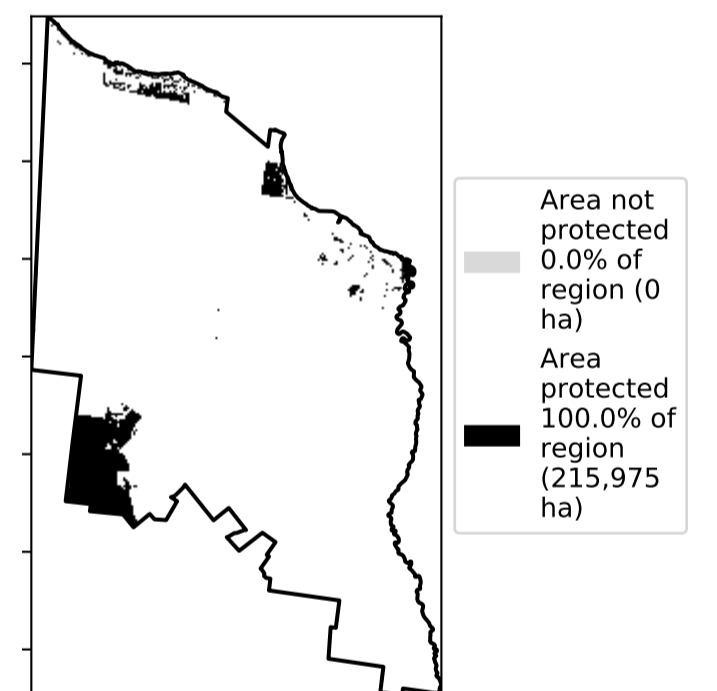 Area not
protected
0.0% of
region (0
ha)
Area
protected
100.0% of
region
(215,975
ha)